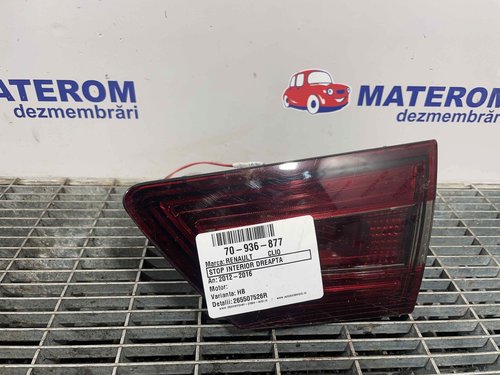 MATEROM
dezmembrări
MATEROM
dezmembrări
70-936-877
Marca: RENAULT CLIO
STOP INTERIOR DREAPTA
An: 2012 - 2016
Motor:
Varianta: HB
Detalii: 265507526R